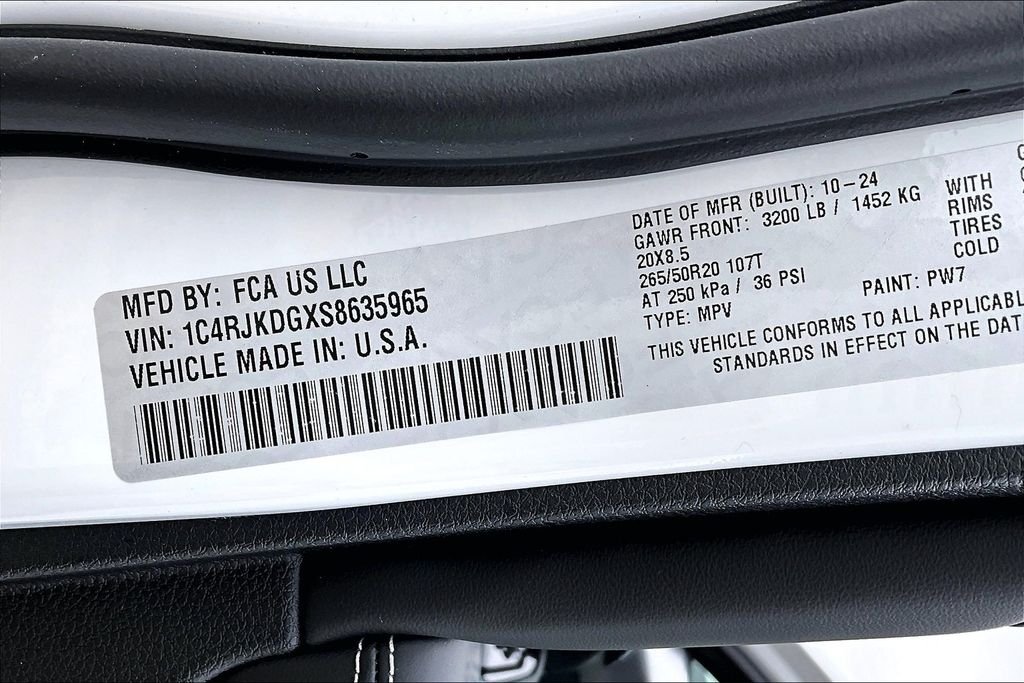 MFD BY: FCA US LLC
VIN: 1C4RJKDGXS8635965
VEHICLE MADE IN: U.S.A.
DATE OF MFR (BUILT): 10-24
GAWR FRONT: 3200 LB / 1452 KG
WITH
20X8.5
RIMS
265/50R20 107T
TIRES
AT 250 kPa / 36 PSI
COLD
TYPE: MPV
PAINT: PW7
THIS VEHICLE CONFORMS TO ALL APPLICABL
STANDARDS IN EFFECT ON THE DAT